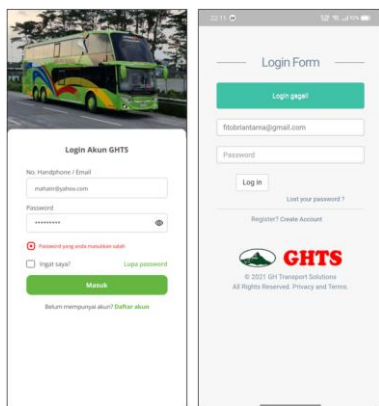 Login Akun GHTS
No. Handphone / Email
mahain@yahoo.com
Password
•••••••••
Password yang anda masukkan salah
Ingat saya?
Lupa password
Masuk
Belum mempunyai akun? Daftar akun
22.11
Login Form
Login gagal!
fitobriantama@gmail.com
Password
Log in
Lost your password ?
Register? Create Account
GHTS
© 2021 GH Transport Solutions
All Rights Reserved. Privacy and Terms